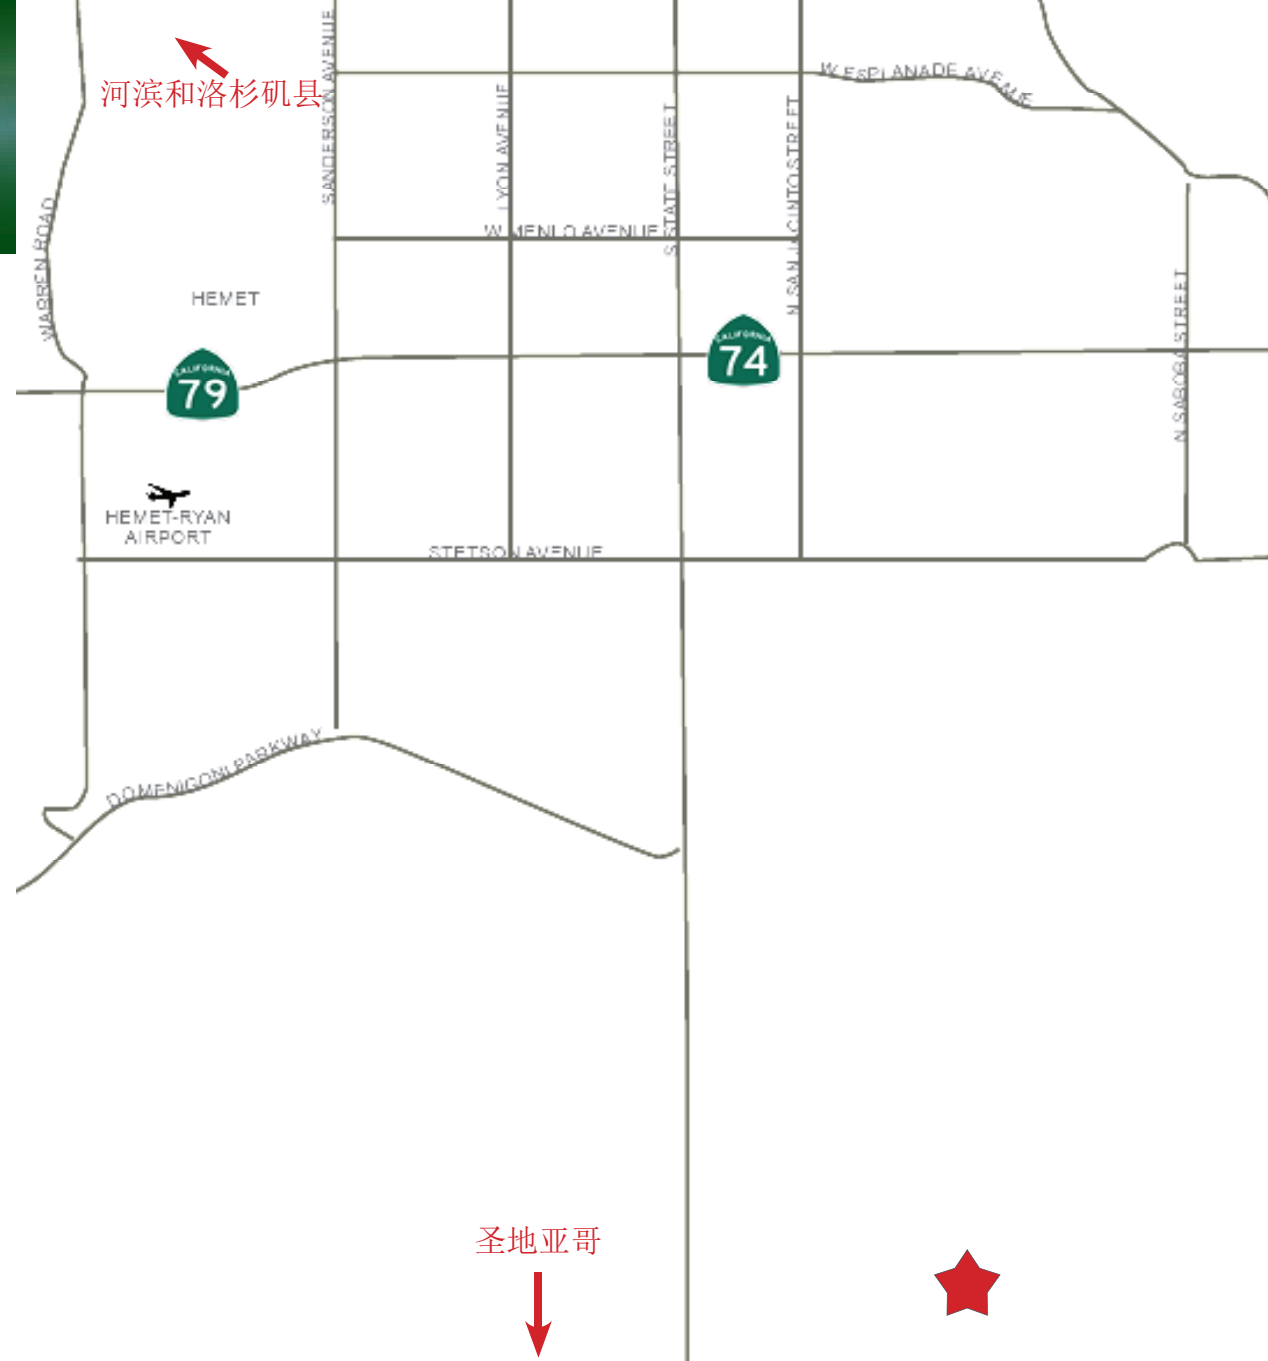 河滨和洛杉矶县
SANDERSON AVENUE
LYON AVENUE
S STATE STREET
N SAN JACINTO STREET
W ESPLANADE AVENUE
WARREN ROAD
W MENLO AVENUE
HEMET
CALIFORNIA
79
CALIFORNIA
74
N SABOBA STREET
HEMET-RYAN
AIRPORT
STETSON AVENUE
DOMENIGONI PARKWAY
圣地亚哥